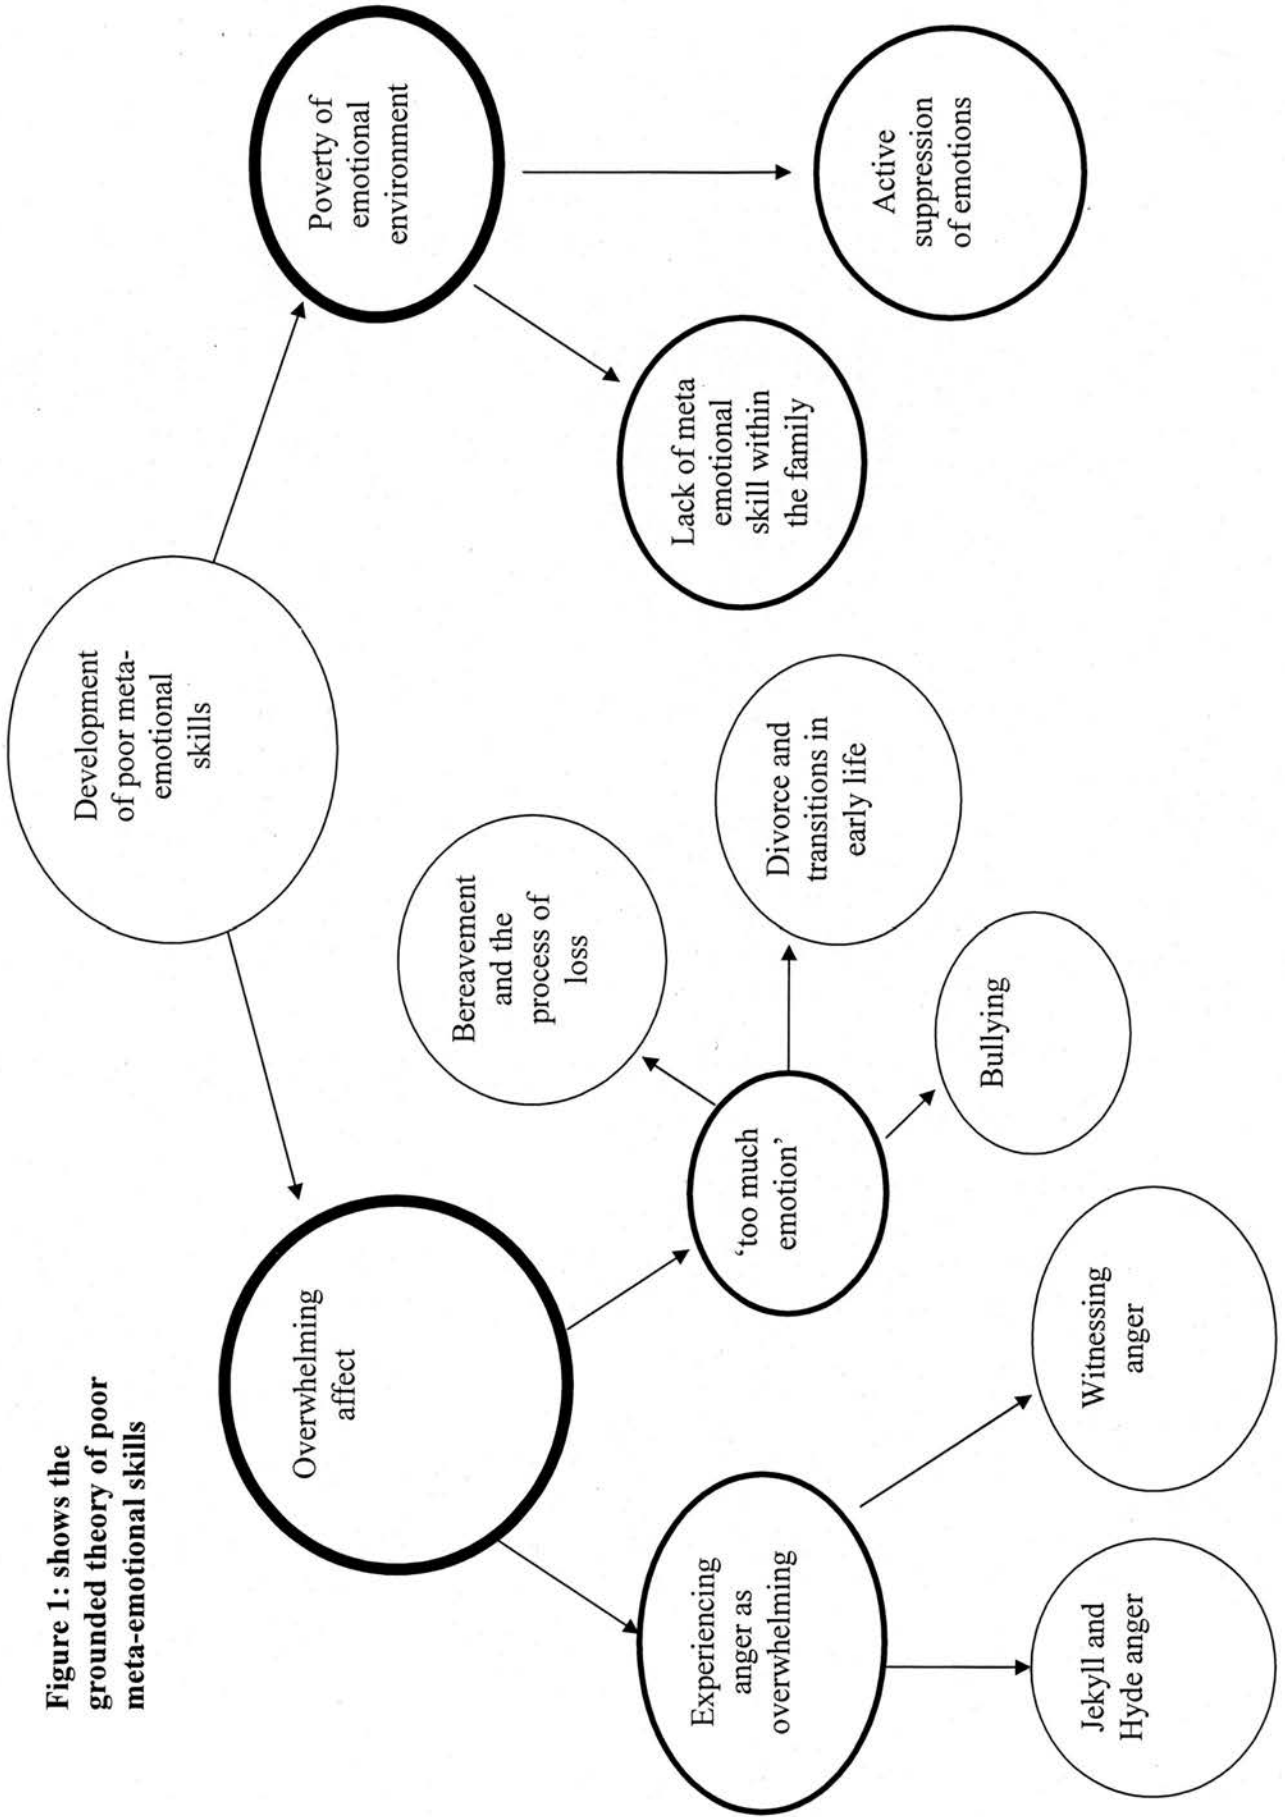 Figure 1: shows the
grounded theory of poor
meta-emotional skills
Development
of poor meta-
emotional
skills
Overwhelming
affect
Poverty of
emotional
environment
Experiencing
anger as
overwhelming
‘too much
emotion’
Bereavement
and the
process of
loss
Divorce and
transitions in
early life
Bullying
Lack of meta
emotional
skill within
the family
Active
suppression
of emotions
Jekyll and
Hyde anger
Witnessing
anger